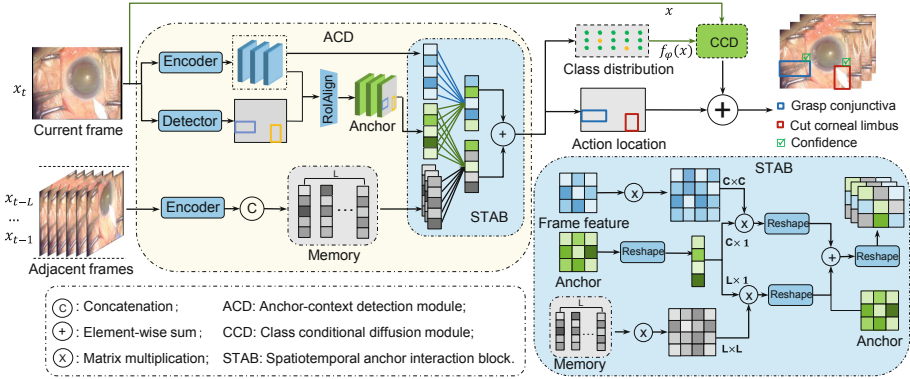 x
ACD
Encoder
Detector
RoIAlign
Anchor
x_t
Current frame
STAB
Class distribution
f_φ(x)
CCD
Action location
Grasp conjunctiva
Cut corneal limbus
Confidence
x_{t−L}
...
x_{t−1}
Adjacent frames
Encoder
C
L
Memory
STAB
Frame feature
C×C
Reshape
Anchor
Reshape
C×1
L×1
Reshape
Reshape
L
Memory
L×L
Anchor
C : Concatenation; ACD: Anchor-context detection module;
+ : Element-wise sum; CCD: Class conditional diffusion module;
X : Matrix multiplication; STAB: Spatiotemporal anchor interaction block.